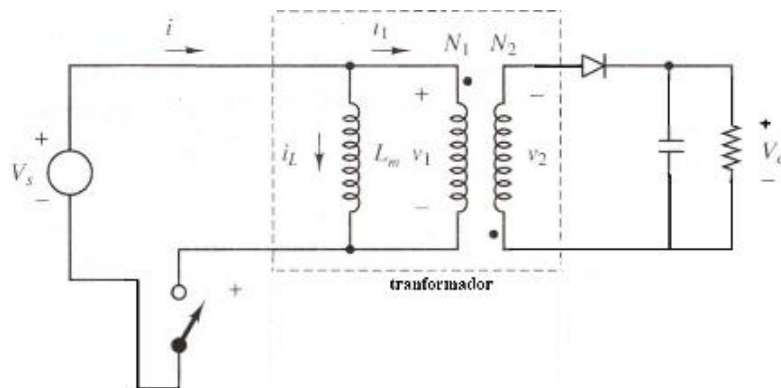 i
i₁
N₁ N₂
+
+
−
+
Vₛ
iL
Lₘ
v₁
v₂
−
−
+
tranformador